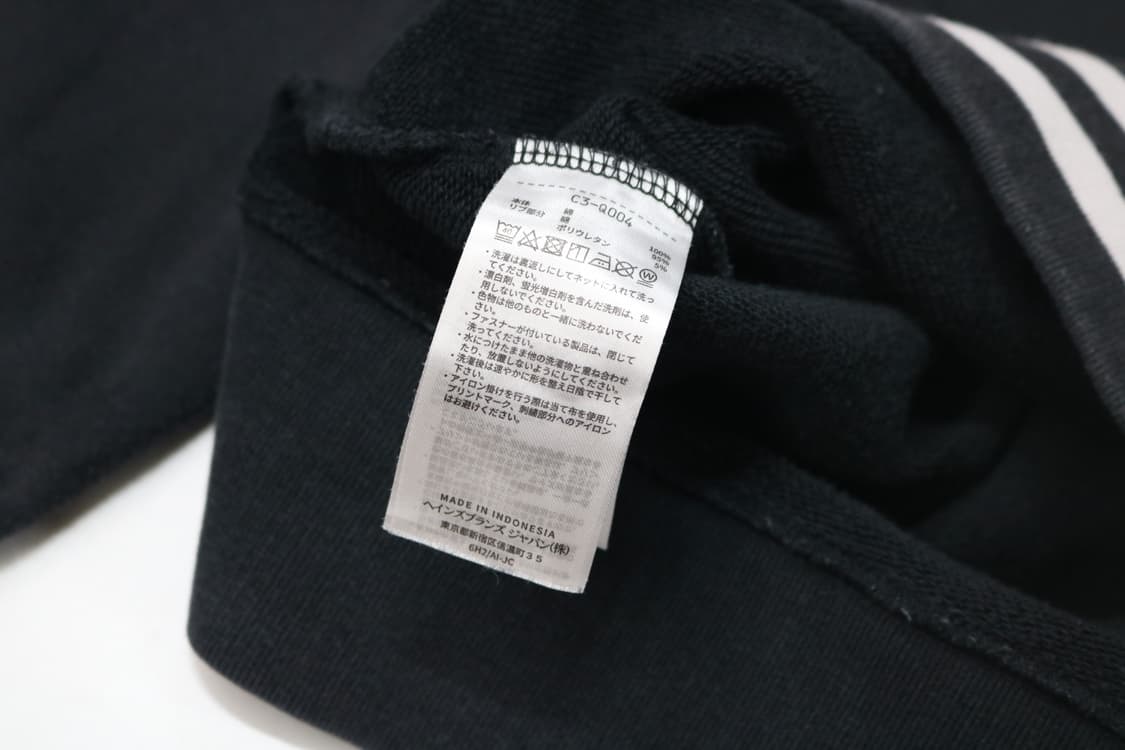 C3-Q004
本体 綿 100%
リブ部分 綿 95%
ポリウレタン 5%
40
W
・洗濯は裏返しにしてネットに入れて洗っ
てください。
・漂白剤、蛍光増白剤を含んだ洗剤は、使
用しないでください。
・色物は他のものと一緒に洗わないでくだ
さい。
・ファスナーが付いている製品は、閉じて
洗ってください。
・水につけたまま他の洗濯物と重ね合わせ
たり、放置しないようにしてください。
・洗濯後は速やかに形を整え日陰で干して
下さい。
・アイロン掛けを行う際は当て布を使用し、
プリントマーク、刺繍部分へのアイロン
はお避けください。
MADE IN INDONESIA
ヘインズブランズ ジャパン(株)
東京都新宿区信濃町35
6H2/AI-JC